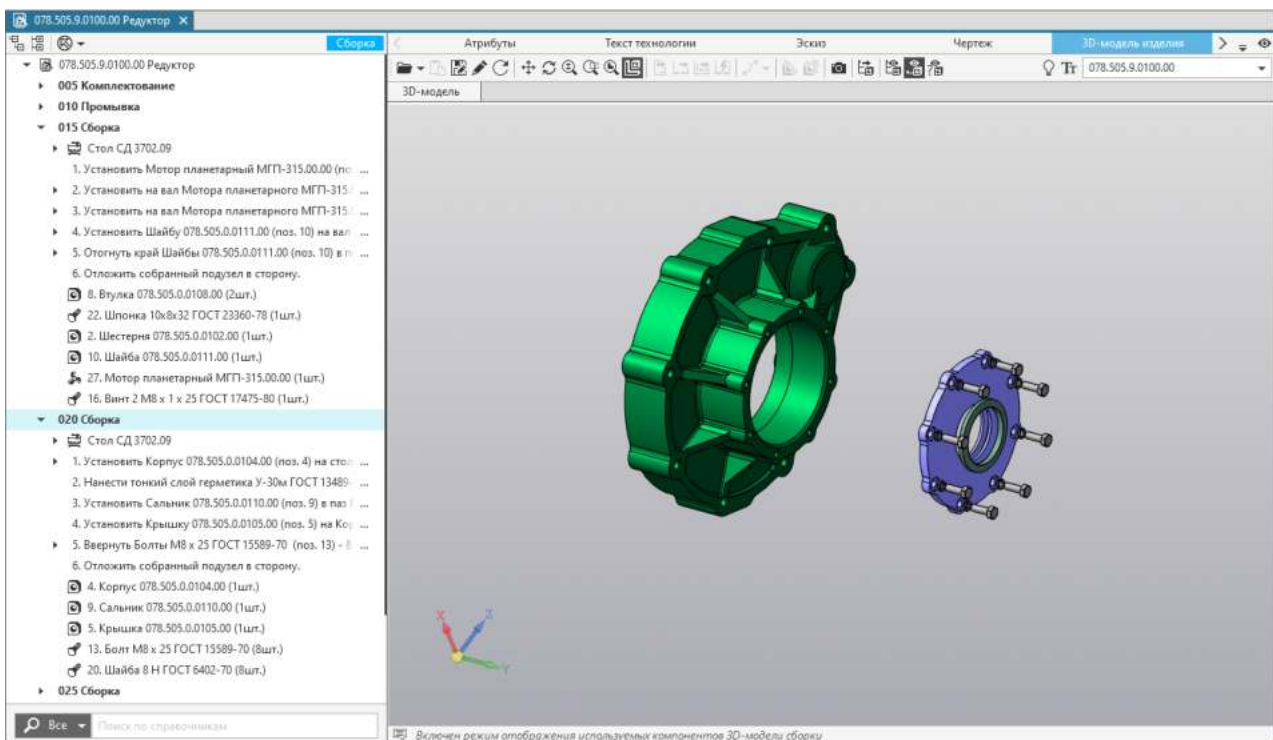 078.505.9.0100.00 Редуктор ×
Сборка
Атрибуты Текст технологии Эскиз Чертеж 3D-модель изделия
078.505.9.0100.00 Редуктор
Тг 078.505.9.0100.00
005 Комплектование
3D-модель
010 Промывка
015 Сборка
Стол СД 3702.09
1. Установить Мотор планетарный МГП-315.00.00 (по ...
2. Установить на вал Мотора планетарного МГП-315. ...
3. Установить на вал Мотора планетарного МГП-315. ...
4. Установить Шайбу 078.505.0.0111.00 (поз. 10) на вал ...
5. Отогнуть край Шайбы 078.505.0.0111.00 (поз. 10) в ...
6. Отложить собранный подузел в сторону.
8. Втулка 078.505.0.0108.00 (2шт.)
22. Шпонка 10x8x32 ГОСТ 23360-78 (1шт.)
2. Шестерня 078.505.0.0102.00 (1шт.)
10. Шайба 078.505.0.0111.00 (1шт.)
27. Мотор планетарный МГП-315.00.00 (1шт.)
16. Винт 2 М8 x 1 x 25 ГОСТ 17475-80 (1шт.)
020 Сборка
Стол СД 3702.09
1. Установить Корпус 078.505.0.0104.00 (поз. 4) на стол ...
2. Нанести тонкий слой герметика У-30м ГОСТ 13489- ...
3. Установить Сальник 078.505.0.0110.00 (поз. 9) в паз ...
4. Установить Крышку 078.505.0.0105.00 (поз. 5) на Кор ...
5. Ввернуть Болты М8 x 25 ГОСТ 15589-70 (поз. 13) - 8 ...
6. Отложить собранный подузел в сторону.
4. Корпус 078.505.0.0104.00 (1шт.)
9. Сальник 078.505.0.0110.00 (1шт.)
5. Крышка 078.505.0.0105.00 (1шт.)
13. Болт М8 x 25 ГОСТ 15589-70 (8шт.)
20. Шайба 8 Н ГОСТ 6402-70 (8шт.)
025 Сборка
X Z Y
Все Поиск по справочникам
Включен режим отображения используемых компонентов 3D-модели сборки